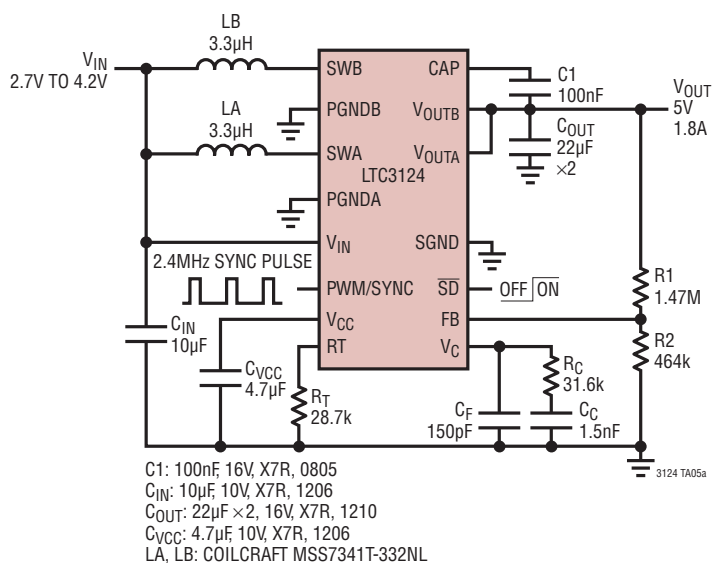 LB
3.3µH
VIN
2.7V TO 4.2V
LA
3.3µH
SWB
PGNDB
SWA
PGNDA
VIN
PWM/SYNC
VCC
RT
LTC3124
CAP
VOUTB
VOUTA
SGND
SD
FB
VC
C1
100nF
VOUT
5V
1.8A
COUT
22µF
×2
2.4MHz SYNC PULSE
OFF ON
R1
1.47M
R2
464k
CIN
10µF
CVCC
4.7µF
RT
28.7k
CF
150pF
RC
31.6k
CC
1.5nF
3124 TA05a
C1: 100nF, 16V, X7R, 0805
CIN: 10µF, 10V, X7R, 1206
COUT: 22µF ×2, 16V, X7R, 1210
CVCC: 4.7µF, 10V, X7R, 1206
LA, LB: COILCRAFT MSS7341T-332NL